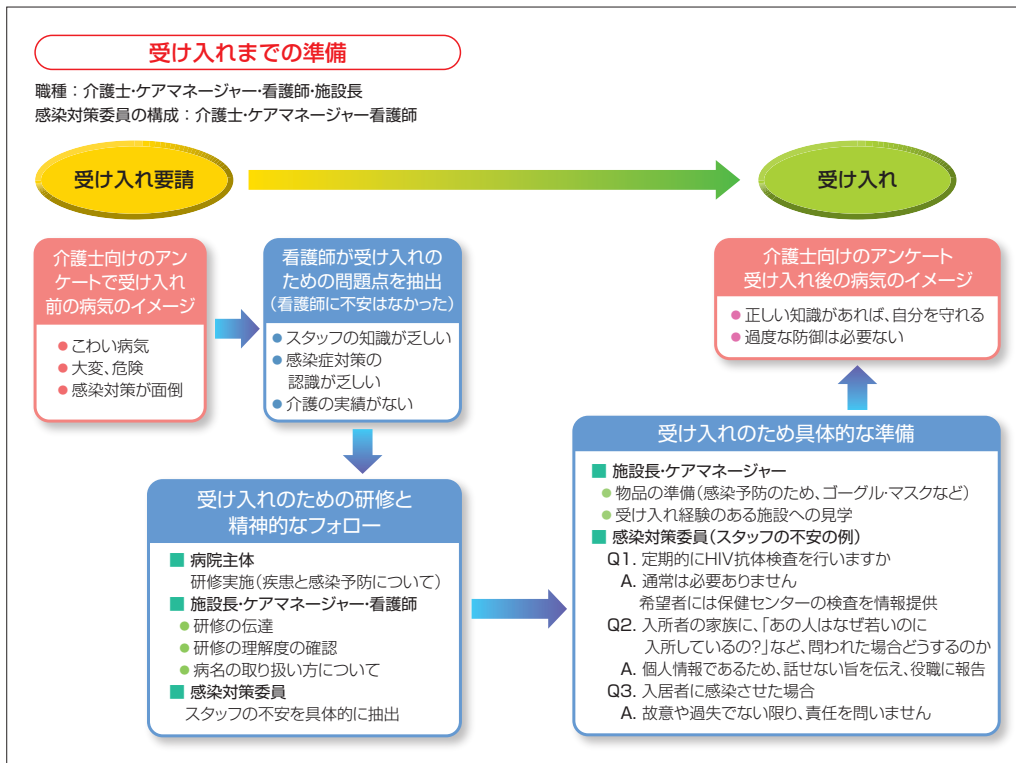 受け入れまでの準備
職種：介護士・ケアマネージャー・看護師・施設長
感染対策委員の構成：介護士・ケアマネージャー看護師
受け入れ要請
受け入れ
介護士向けのアン
ケートで受け入れ
前の病気のイメージ
● こわい病気
● 大変、危険
● 感染対策が面倒
看護師が受け入れの
ための問題点を抽出
（看護師に不安はなかった）
● スタッフの知識が乏しい
● 感染症対策の
認識が乏しい
● 介護の実績がない
受け入れのための研修と
精神的なフォロー
■ 病院主体
研修実施（疾患と感染予防について）
■ 施設長・ケアマネージャー・看護師
● 研修の伝達
● 研修の理解度の確認
● 病名の取り扱い方について
■ 感染対策委員
スタッフの不安を具体的に抽出
受け入れのため具体的な準備
■ 施設長・ケアマネージャー
● 物品の準備（感染予防のため、ゴーグル・マスクなど）
● 受け入れ経験のある施設への見学
■ 感染対策委員（スタッフの不安の例）
Q1. 定期的にHIV抗体検査を行いますか
A. 通常は必要ありません
希望者には保健センターの検査を情報提供
Q2. 入所者の家族に、「あの人はなぜ若いのに
入所しているの？」など、問われた場合どうするのか
A. 個人情報であるため、話せない旨を伝え、役職に報告
Q3. 入居者に感染させた場合
A. 故意や過失でない限り、責任を問いません
介護士向けのアンケート
受け入れ後の病気のイメージ
● 正しい知識があれば、自分を守れる
● 過度な防御は必要ない